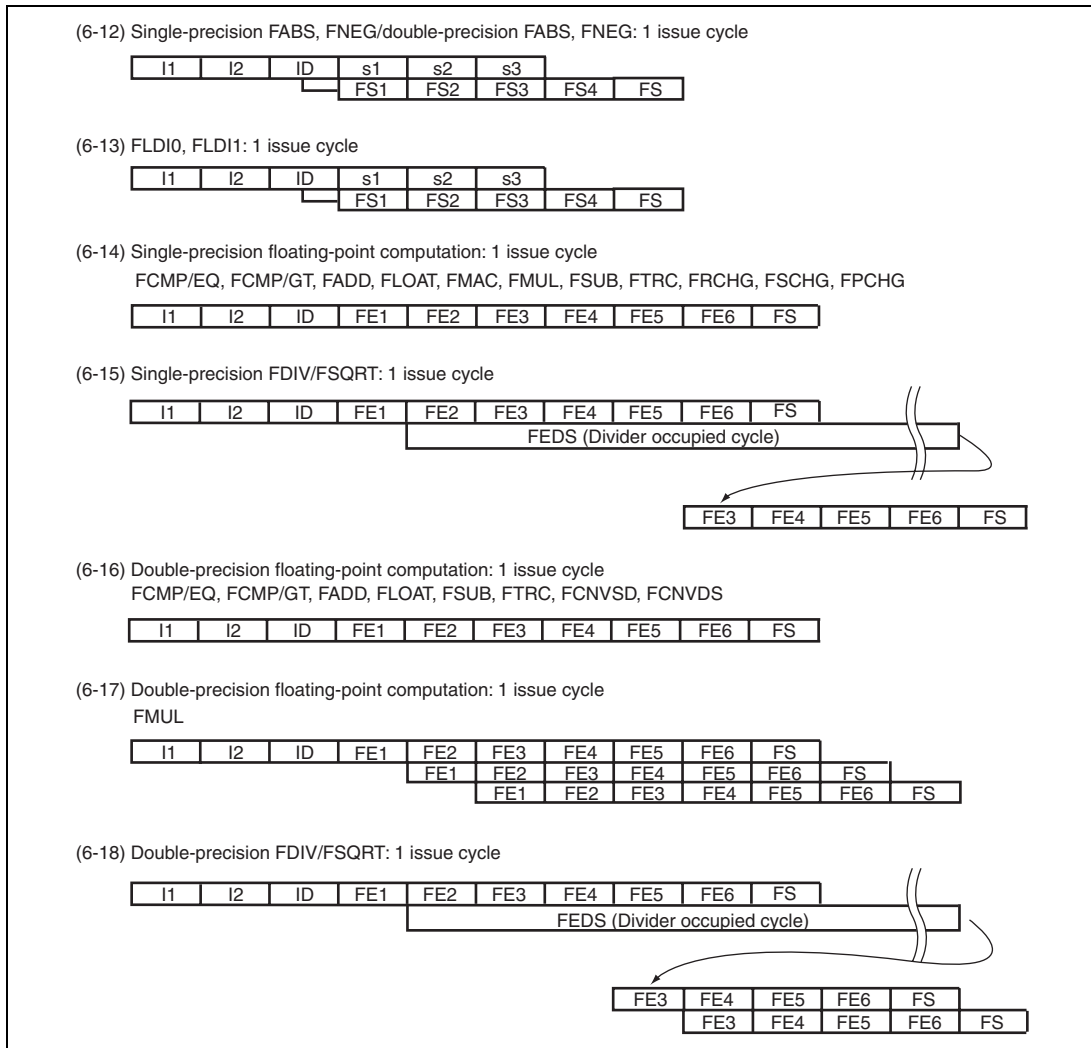 (6-12) Single-precision FABS, FNEG/double-precision FABS, FNEG: 1 issue cycle
I1 I2 ID s1 s2 s3
FS1 FS2 FS3 FS4 FS
(6-13) FLDI0, FLDI1: 1 issue cycle
I1 I2 ID s1 s2 s3
FS1 FS2 FS3 FS4 FS
(6-14) Single-precision floating-point computation: 1 issue cycle
FCMP/EQ, FCMP/GT, FADD, FLOAT, FMAC, FMUL, FSUB, FTRC, FRCHG, FSCHG, FPCHG
I1 I2 ID FE1 FE2 FE3 FE4 FE5 FE6 FS
(6-15) Single-precision FDIV/FSQRT: 1 issue cycle
I1 I2 ID FE1 FE2 FE3 FE4 FE5 FE6 FS
FEDS (Divider occupied cycle)
FE3 FE4 FE5 FE6 FS
(6-16) Double-precision floating-point computation: 1 issue cycle
FCMP/EQ, FCMP/GT, FADD, FLOAT, FSUB, FTRC, FCNVSD, FCNVDS
I1 I2 ID FE1 FE2 FE3 FE4 FE5 FE6 FS
(6-17) Double-precision floating-point computation: 1 issue cycle
FMUL
I1 I2 ID FE1 FE2 FE3 FE4 FE5 FE6 FS
FE1 FE2 FE3 FE4 FE5 FE6 FS
FE1 FE2 FE3 FE4 FE5 FE6 FS
(6-18) Double-precision FDIV/FSQRT: 1 issue cycle
I1 I2 ID FE1 FE2 FE3 FE4 FE5 FE6 FS
FEDS (Divider occupied cycle)
FE3 FE4 FE5 FE6 FS
FE3 FE4 FE5 FE6 FS